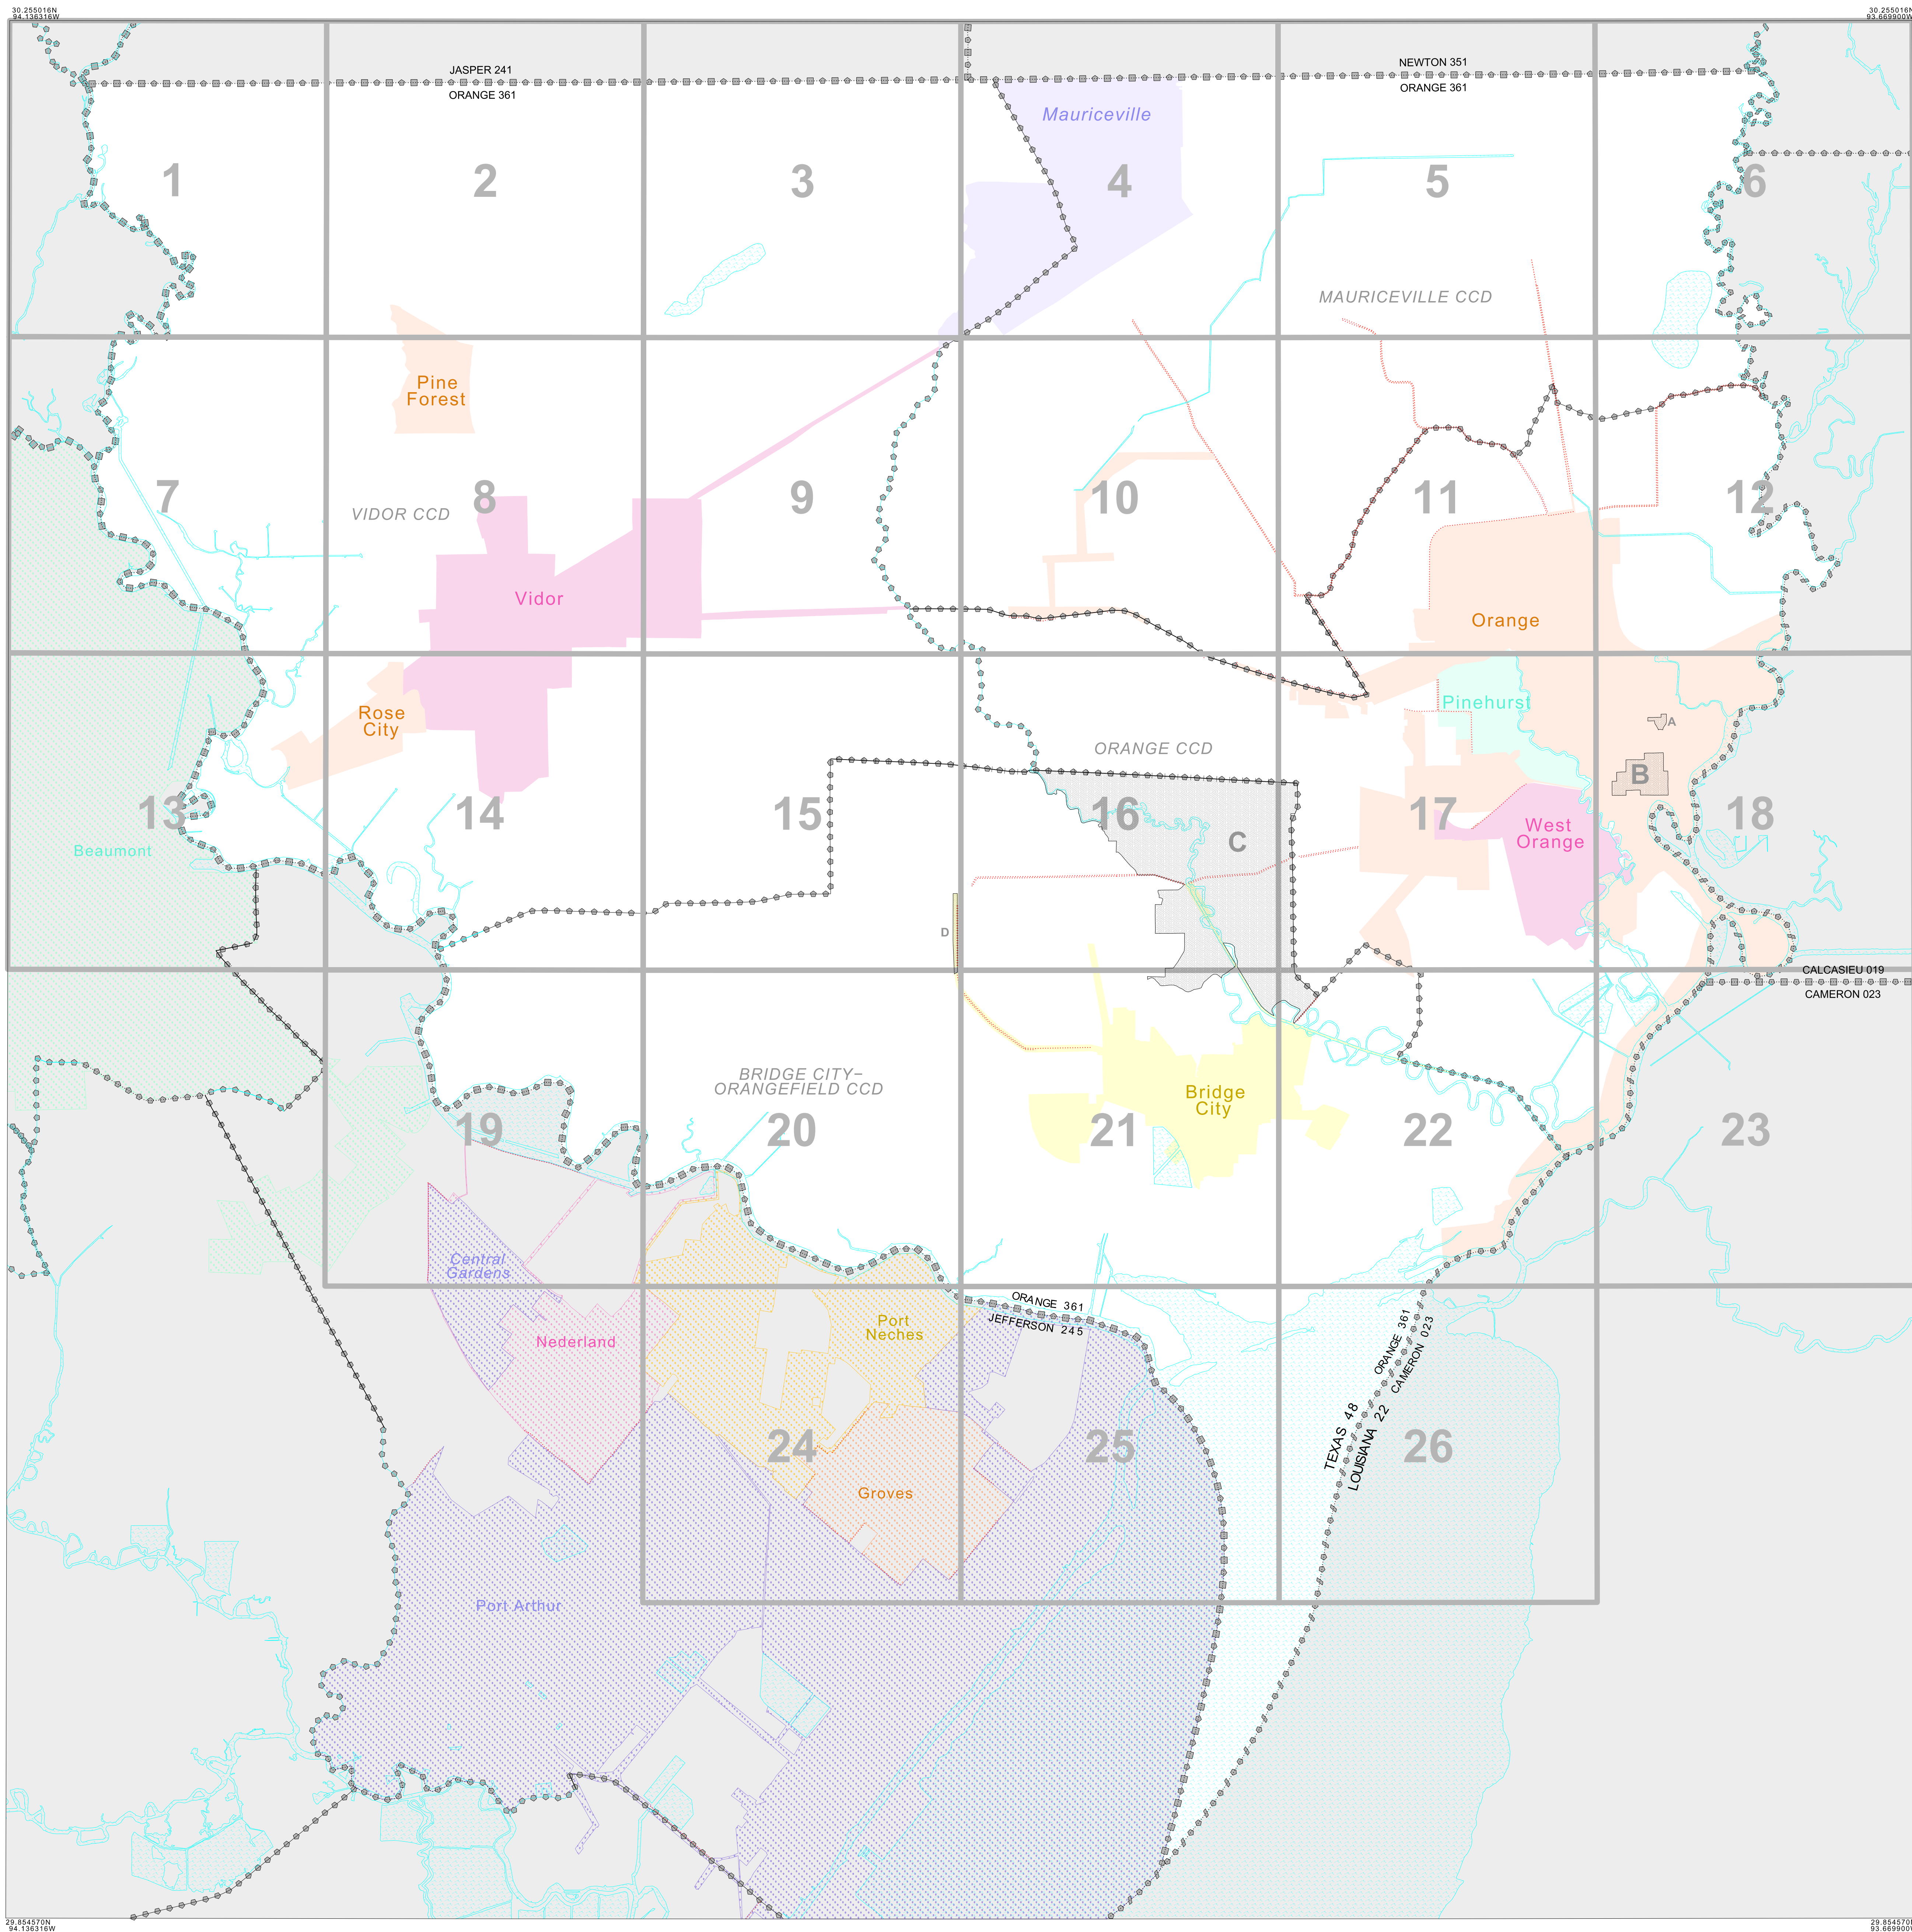 30.255016N
94.136316W
30.255016N
93.669900W
JASPER 241
ORANGE 361
NEWTON 351
ORANGE 361
Mauriceville
1
2
3
4
5
6
MAURICEVILLE CCD
Pine
Forest
7
8
9
10
11
12
VIDOR CCD
Vidor
Orange
Rose
City
Pinehurst
A
ORANGE CCD
B
13
14
15
16
17
18
C
West
Orange
Beaumont
D
CALCASIEU 019
CAMERON 023
BRIDGE CITY–
ORANGEFIELD CCD
Bridge
City
19
20
21
22
23
Central
Gardens
ORANGE 361
JEFFERSON 245
Port
Neches
Nederland
ORANGE 361
CAMERON 023
TEXAS 48
LOUISIANA 22
24
25
26
Groves
Port Arthur
29.854570N
94.136316W
29.854570N
93.669900W